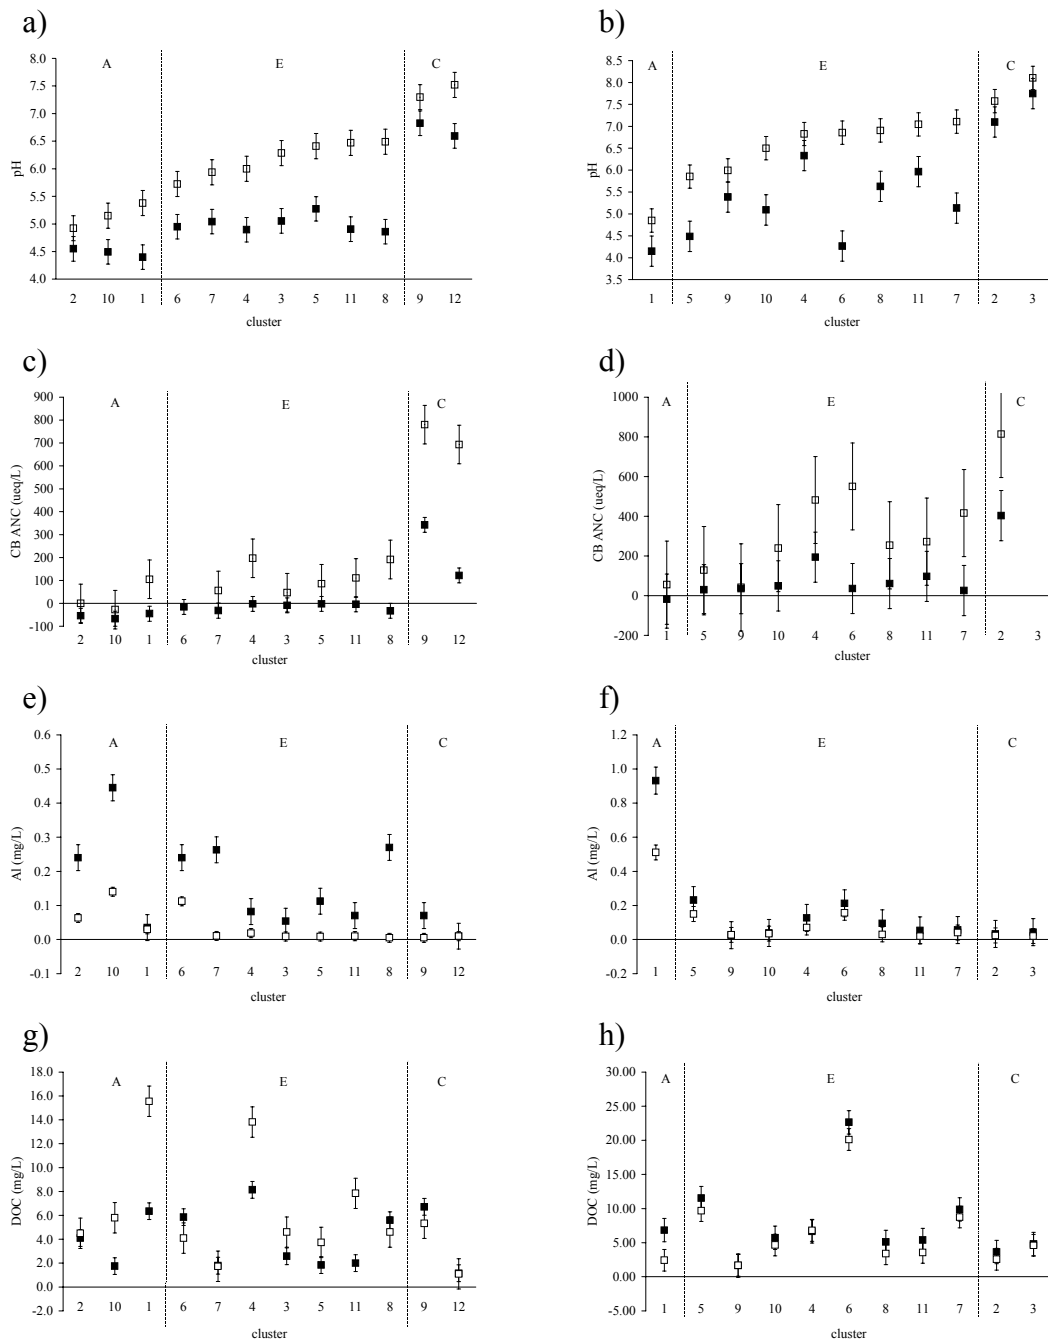 a)
A E C
8.0
7.5
7.0
6.5
6.0
5.5
5.0
4.5
4.0
pH
2 10 1 6 7 4 3 5 11 8 9 12
cluster
b)
A E C
8.5
8.0
7.5
7.0
6.5
6.0
5.5
5.0
4.5
4.0
3.5
pH
1 5 9 10 4 6 8 11 7 2 3
cluster
c)
A E C
900
800
700
600
500
400
300
200
100
0
-100
CB ANC (ueq/L)
2 10 1 6 7 4 3 5 11 8 9 12
cluster
d)
A E C
1000
800
600
400
200
0
-200
CB ANC (ueq/L)
1 5 9 10 4 6 8 11 7 2 3
cluster
e)
A E C
0.6
0.5
0.4
0.3
0.2
0.1
0.0
-0.1
Al (mg/L)
2 10 1 6 7 4 3 5 11 8 9 12
cluster
f)
A E C
1.2
1.0
0.8
0.6
0.4
0.2
0.0
-0.2
Al (mg/L)
1 5 9 10 4 6 8 11 7 2 3
cluster
g)
A E C
18.0
16.0
14.0
12.0
10.0
8.0
6.0
4.0
2.0
0.0
-2.0
DOC (mg/L)
2 10 1 6 7 4 3 5 11 8 9 12
cluster
h)
A E C
30.00
25.00
20.00
15.00
10.00
5.00
0.00
-5.00
DOC (mg/L)
1 5 9 10 4 6 8 11 7 2 3
cluster